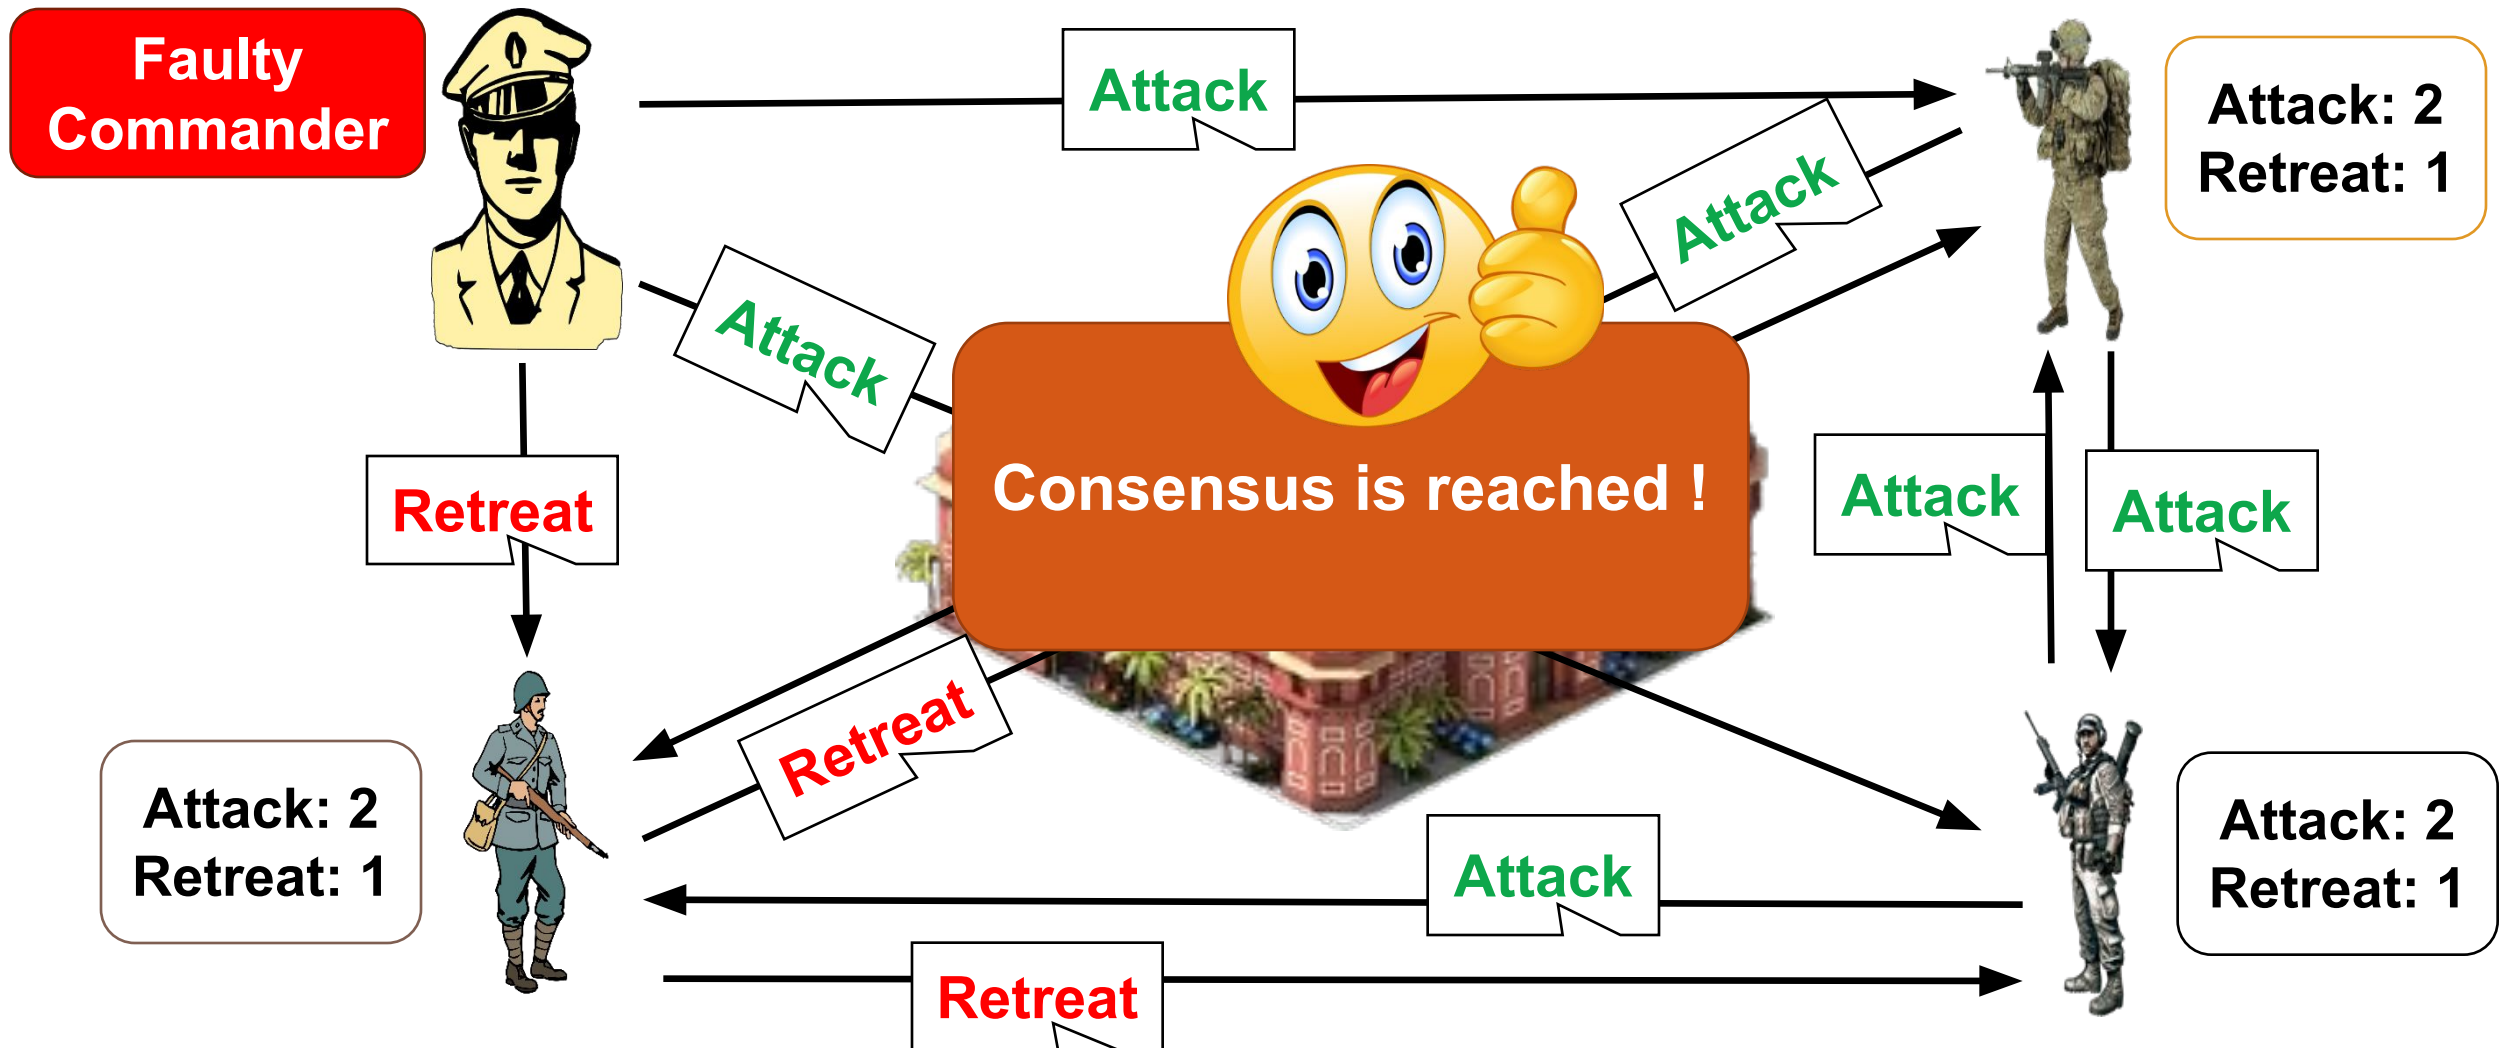 Faulty
Commander
Attack
Attack: 2
Retreat: 1
Attack
Attack
Retreat
Consensus is reached !
Attack
Attack
Retreat
Attack: 2
Retreat: 1
Attack
Attack: 2
Retreat: 1
Retreat